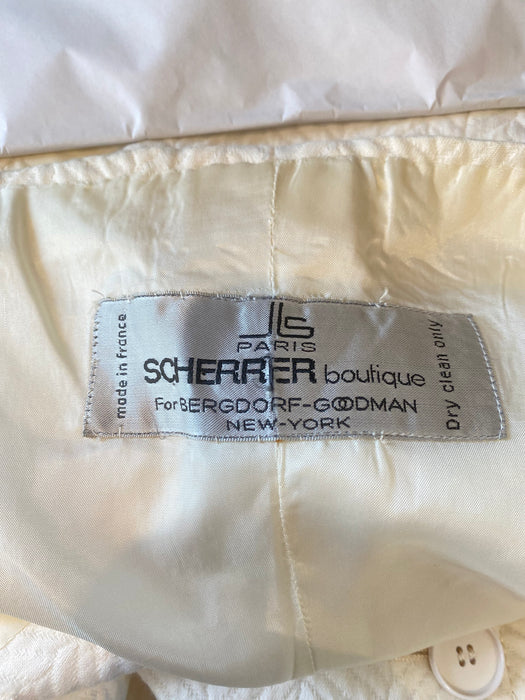 made in france
JLS
PARIS
SCHERRER boutique
For BERGDORF-GOODMAN
NEW-YORK
Dry clean only